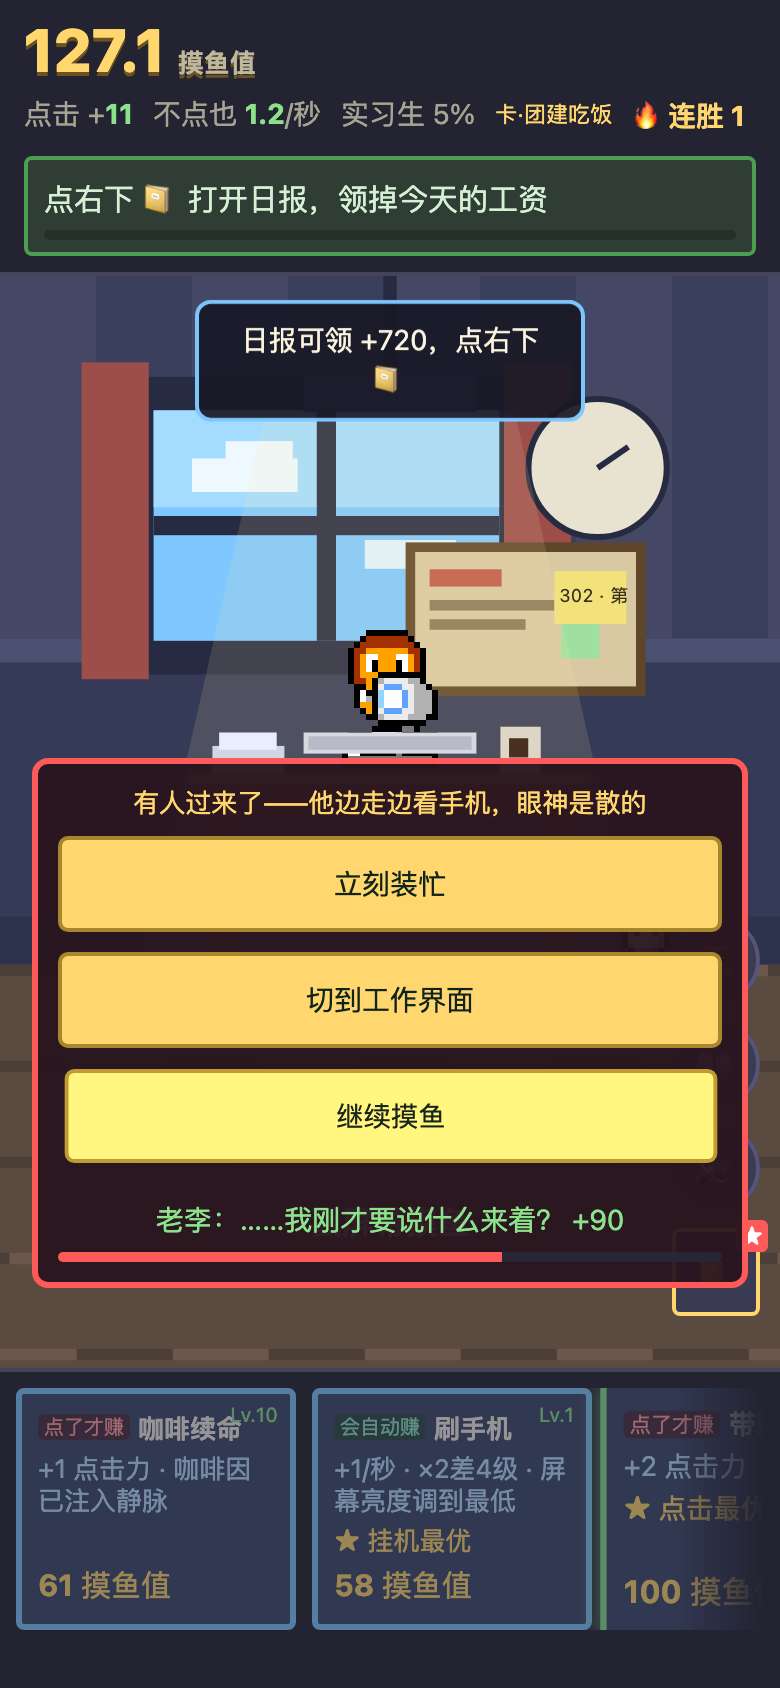 127.1 摸鱼值
点击 +11 不点也 1.2/秒 实习生 5% 卡·团建吃饭 🔥 连胜 1
点右下 📒 打开日报，领掉今天的工资
日报可领 +720，点右下
📒
302 · 第
有人过来了——他边走边看手机，眼神是散的
立刻装忙
切到工作界面
继续摸鱼
老李：……我刚才要说什么来着？ +90
点了才赚 咖啡续命 Lv.10
+1 点击力 · 咖啡因
已注入静脉
61 摸鱼值
会自动赚 刷手机 Lv.1
+1/秒 · ×2差4级 · 屏
幕亮度调到最低
★ 挂机最优
58 摸鱼值
点了才赚 带
+2 点击力
★ 点击最优
100 摸鱼值